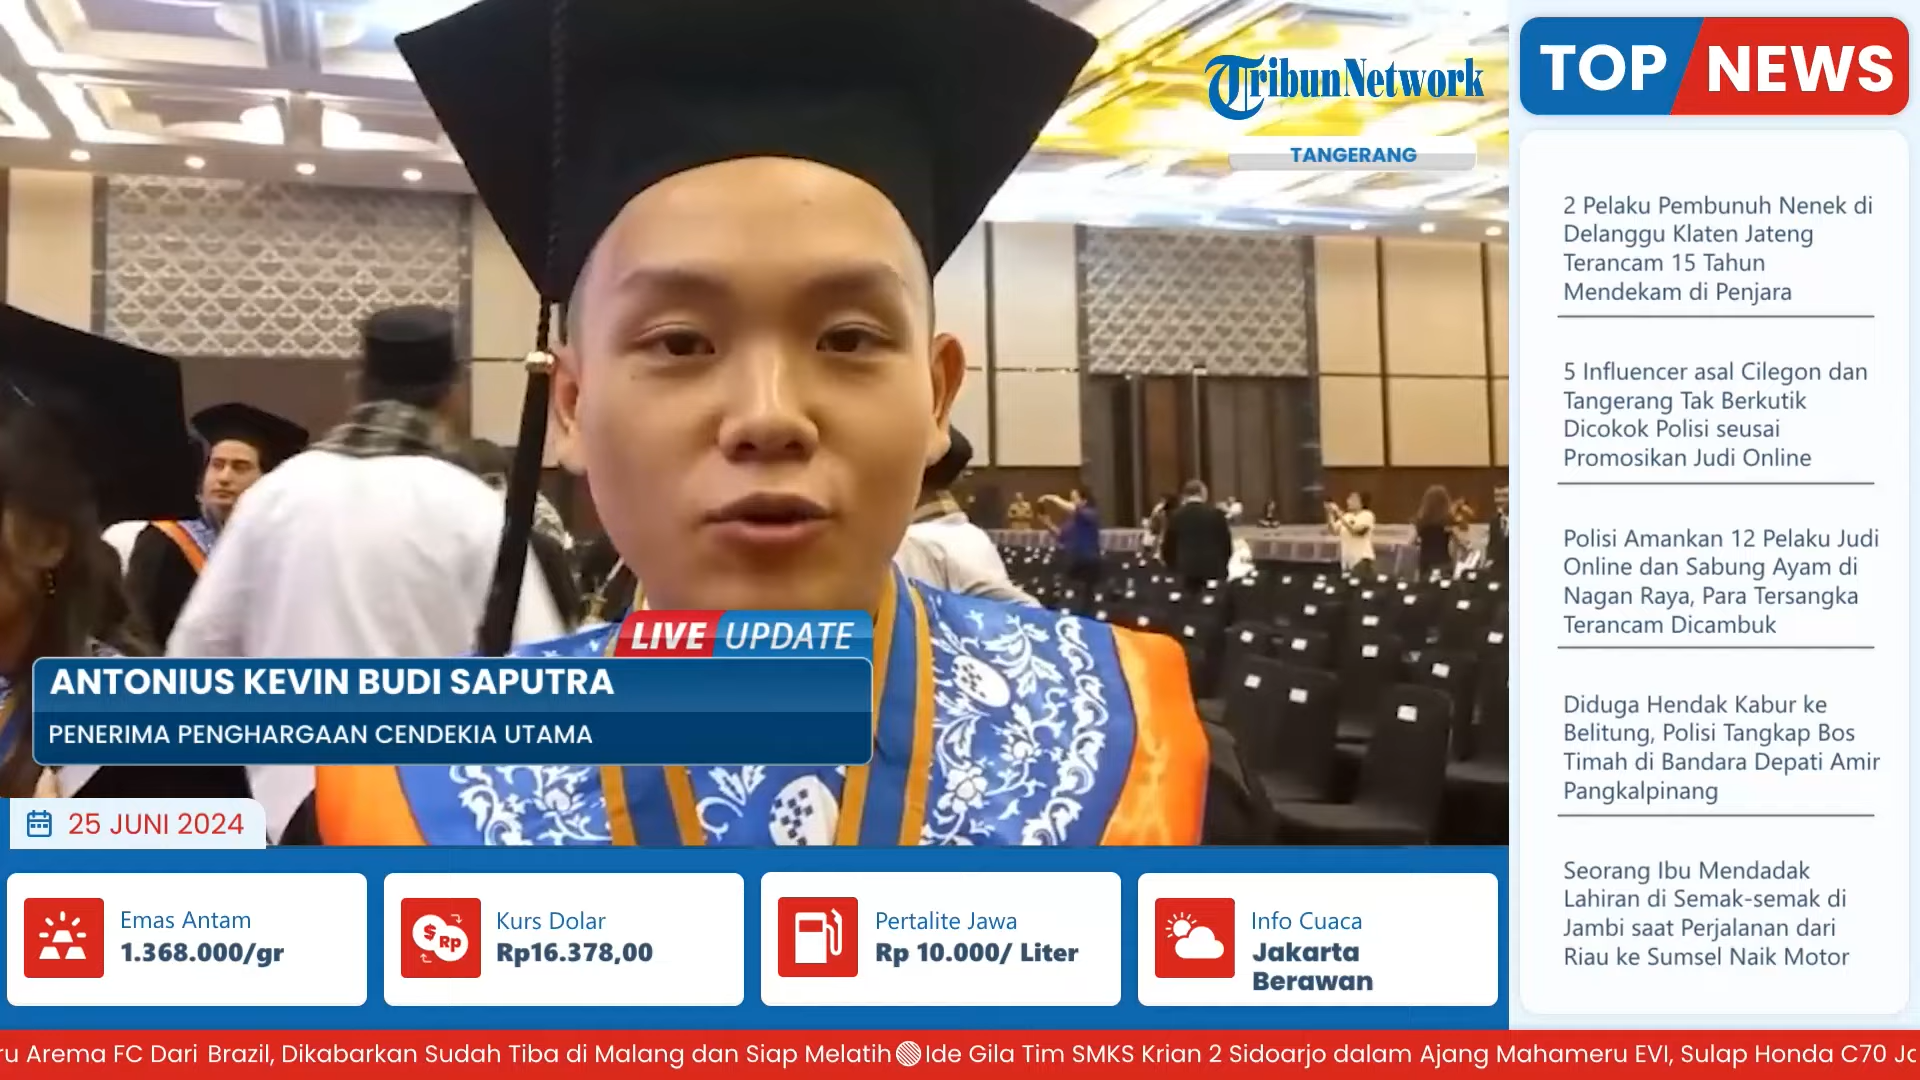 TribunNetwork
TANGERANG
TOP NEWS
2 Pelaku Pembunuh Nenek di
Delanggu Klaten Jateng
Terancam 15 Tahun
Mendekam di Penjara
5 Influencer asal Cilegon dan
Tangerang Tak Berkutik
Dicokok Polisi seusai
Promosikan Judi Online
Polisi Amankan 12 Pelaku Judi
Online dan Sabung Ayam di
Nagan Raya, Para Tersangka
Terancam Dicambuk
Diduga Hendak Kabur ke
Belitung, Polisi Tangkap Bos
Timah di Bandara Depati Amir
Pangkalpinang
Seorang Ibu Mendadak
Lahiran di Semak-semak di
Jambi saat Perjalanan dari
Riau ke Sumsel Naik Motor
LIVE UPDATE
ANTONIUS KEVIN BUDI SAPUTRA
PENERIMA PENGHARGAAN CENDEKIA UTAMA
25 JUNI 2024
Emas Antam
1.368.000/gr
$ Rp
Kurs Dolar
Rp16.378,00
Pertalite Jawa
Rp 10.000/ Liter
Info Cuaca
Jakarta
Berawan
ru Arema FC Dari Brazil, Dikabarkan Sudah Tiba di Malang dan Siap Melatih Ide Gila Tim SMKS Krian 2 Sidoarjo dalam Ajang Mahameru EVI, Sulap Honda C70